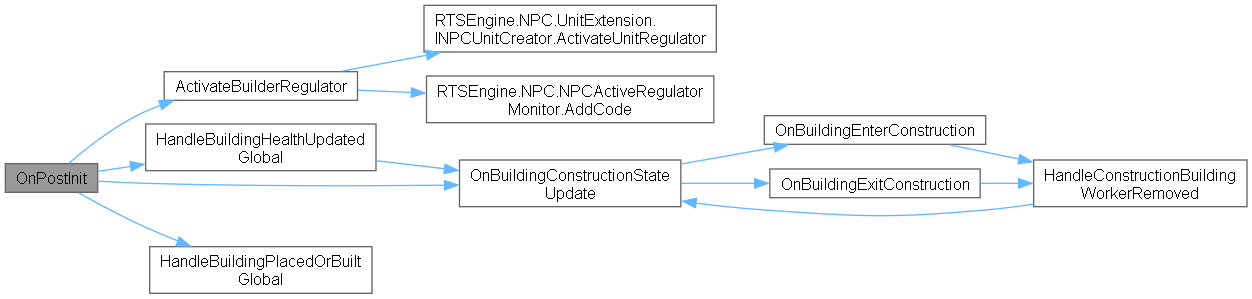 OnPostInit
ActivateBuilderRegulator
RTSEngine.NPC.UnitExtension.
INPCUnitCreator.ActivateUnitRegulator
RTSEngine.NPC.NPCActiveRegulator
Monitor.AddCode
HandleBuildingHealthUpdated
Global
OnBuildingConstructionState
Update
OnBuildingEnterConstruction
OnBuildingExitConstruction
HandleConstructionBuilding
WorkerRemoved
HandleBuildingPlacedOrBuilt
Global